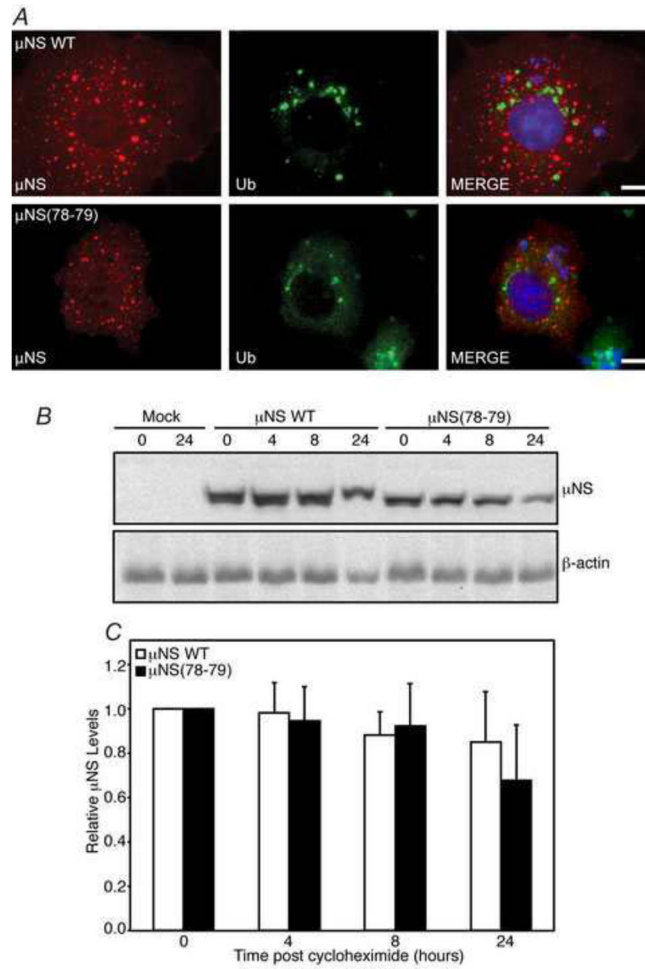 A
μNS WT
μNS Ub MERGE
μNS(78-79)
μNS Ub MERGE
B
Mock μNS WT μNS(78-79)
0 24 0 4 8 24 0 4 8 24
μNS
β-actin
C
μNS WT
μNS(78-79)
1.2
1.0
0.8
0.6
0.4
0.2
0.0
Relative μNS Levels
0 4 8 24
Time post cycloheximide (hours)